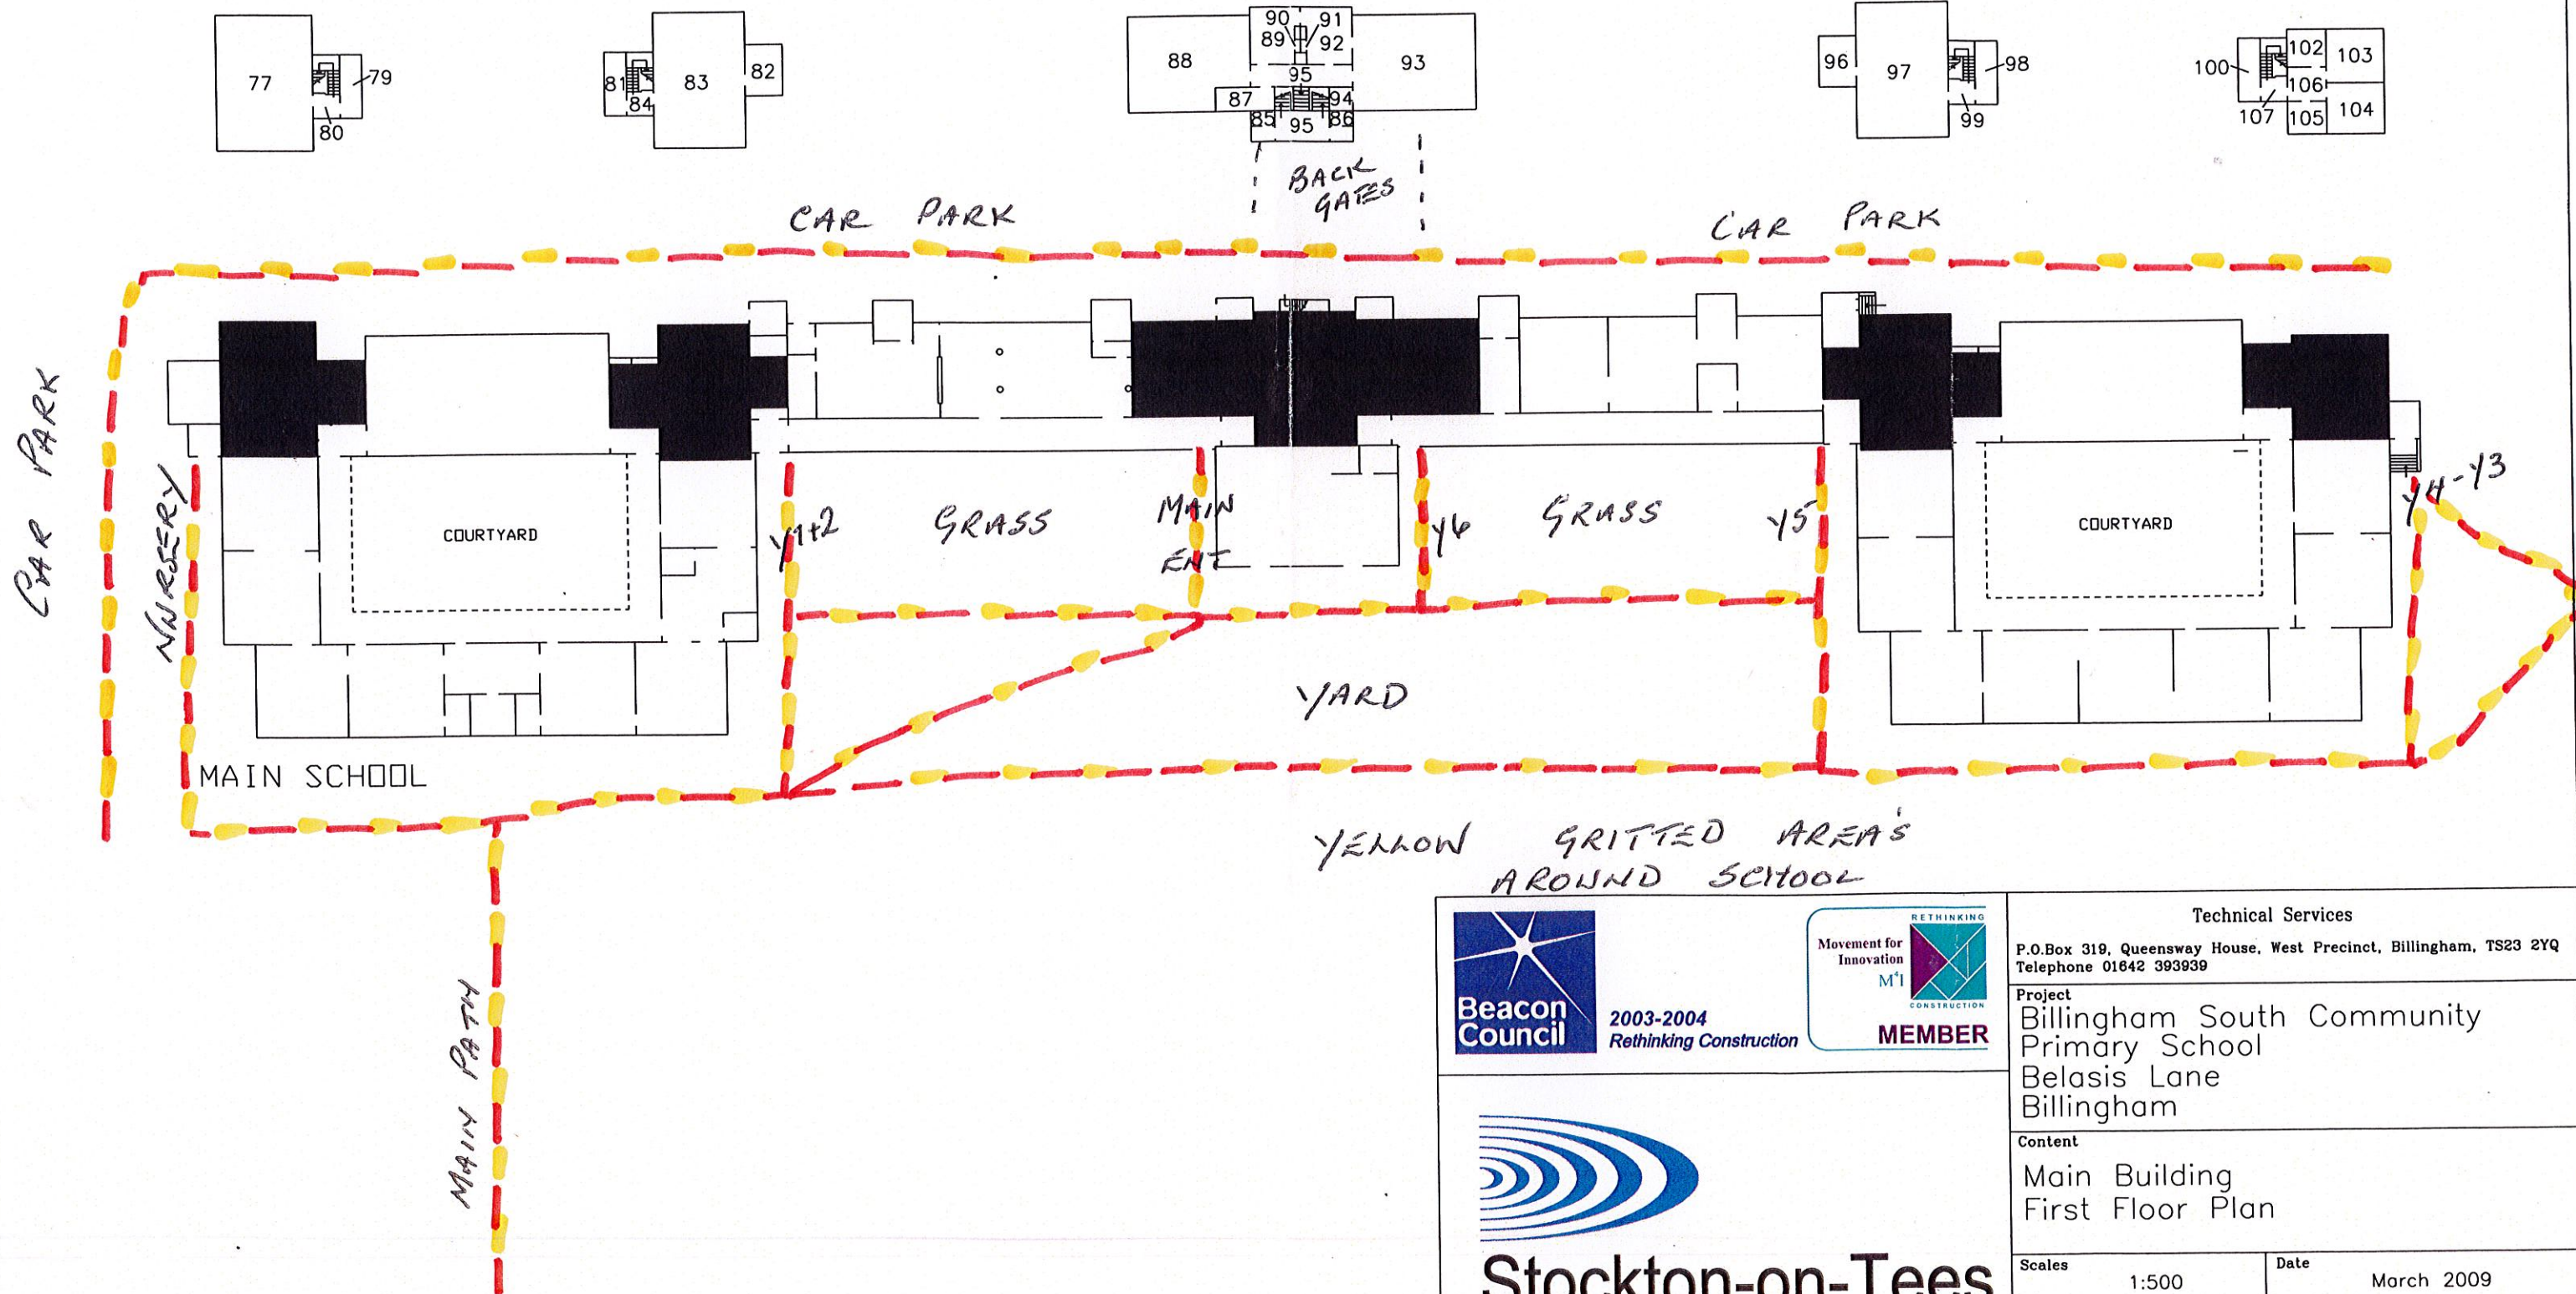 77
79
80
81
84
83
82
88
90
91
89
92
93
95
87
94
85
95
86
96
97
98
99
100
102
103
106
107
105
104
BACK
GATES
CAR PARK
CAR PARK
CAR PARK
NURSERY
COURTYARD
Y1+2
GRASS
MAIN
ENT
Y6
GRASS
Y5
COURTYARD
Y4-Y3
YARD
MAIN SCHOOL
YELLOW GRITTED AREA'S
AROUND SCHOOL
MAIN PATH
Beacon
Council
2003-2004
Rethinking Construction
Movement for
Innovation
M4I
RETHINKING
CONSTRUCTION
MEMBER
Stockton-on-Tees
Technical Services
P.O.Box 319, Queensway House, West Precinct, Billingham, TS23 2YQ
Telephone 01642 393939
Project
Billingham South Community
Primary School
Belasis Lane
Billingham
Content
Main Building
First Floor Plan
Scales
1:500
Date
March 2009